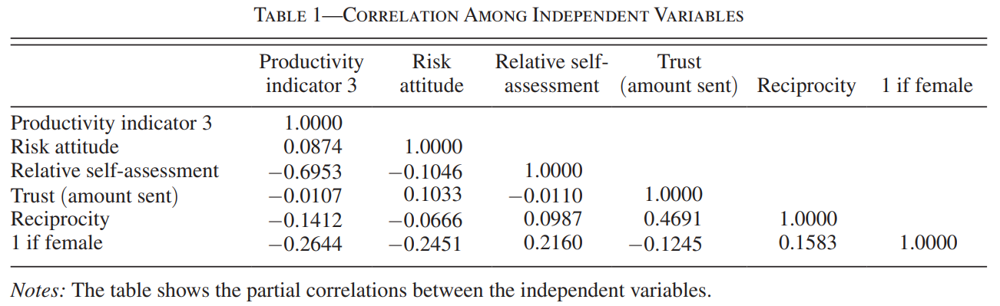 TABLE 1—CORRELATION AMONG INDEPENDENT VARIABLES
Productivity Risk Relative self- Trust
indicator 3 attitude assessment (amount sent) Reciprocity 1 if female
Productivity indicator 3 1.0000
Risk attitude 0.0874 1.0000
Relative self-assessment −0.6953 −0.1046 1.0000
Trust (amount sent) −0.0107 0.1033 −0.0110 1.0000
Reciprocity −0.1412 −0.0666 0.0987 0.4691 1.0000
1 if female −0.2644 −0.2451 0.2160 −0.1245 0.1583 1.0000
Notes: The table shows the partial correlations between the independent variables.